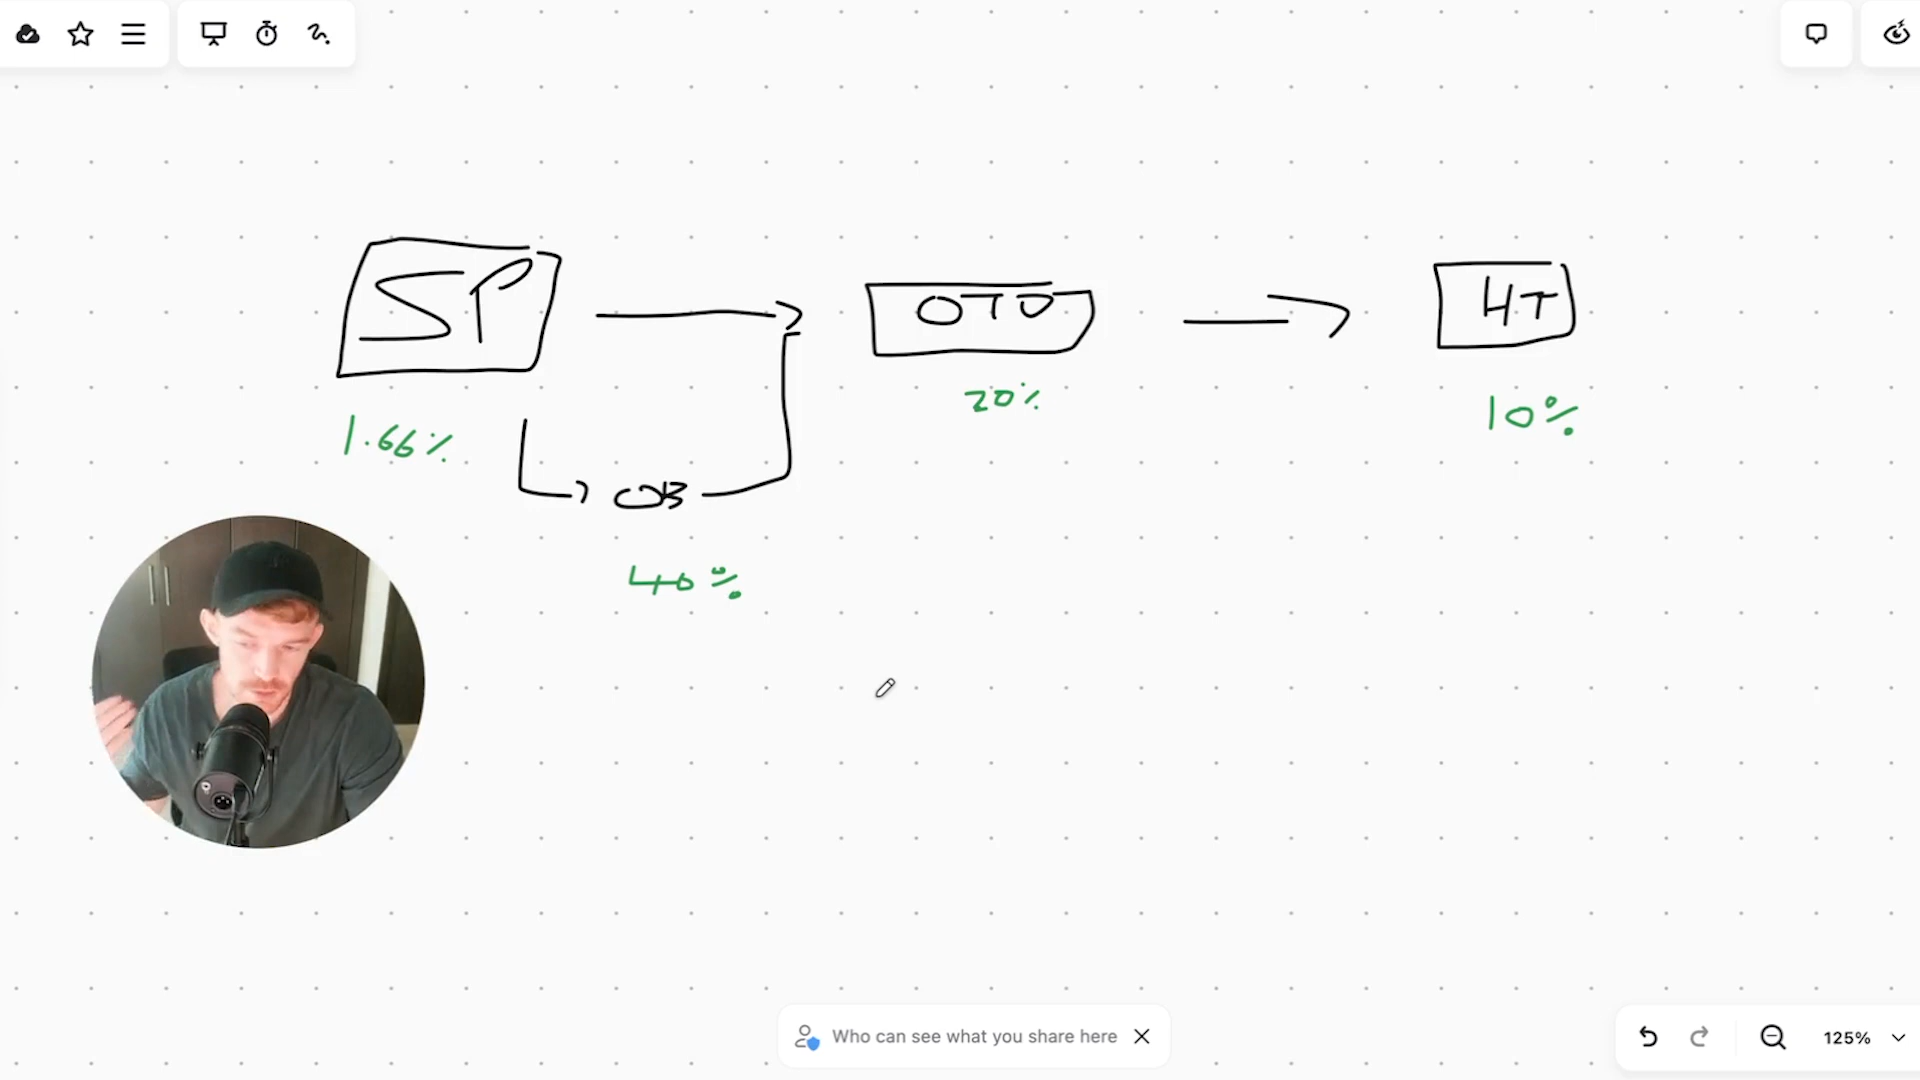 SP
OTO
HT
1.66%
20%
10%
OB
40%
Who can see what you share here
125%